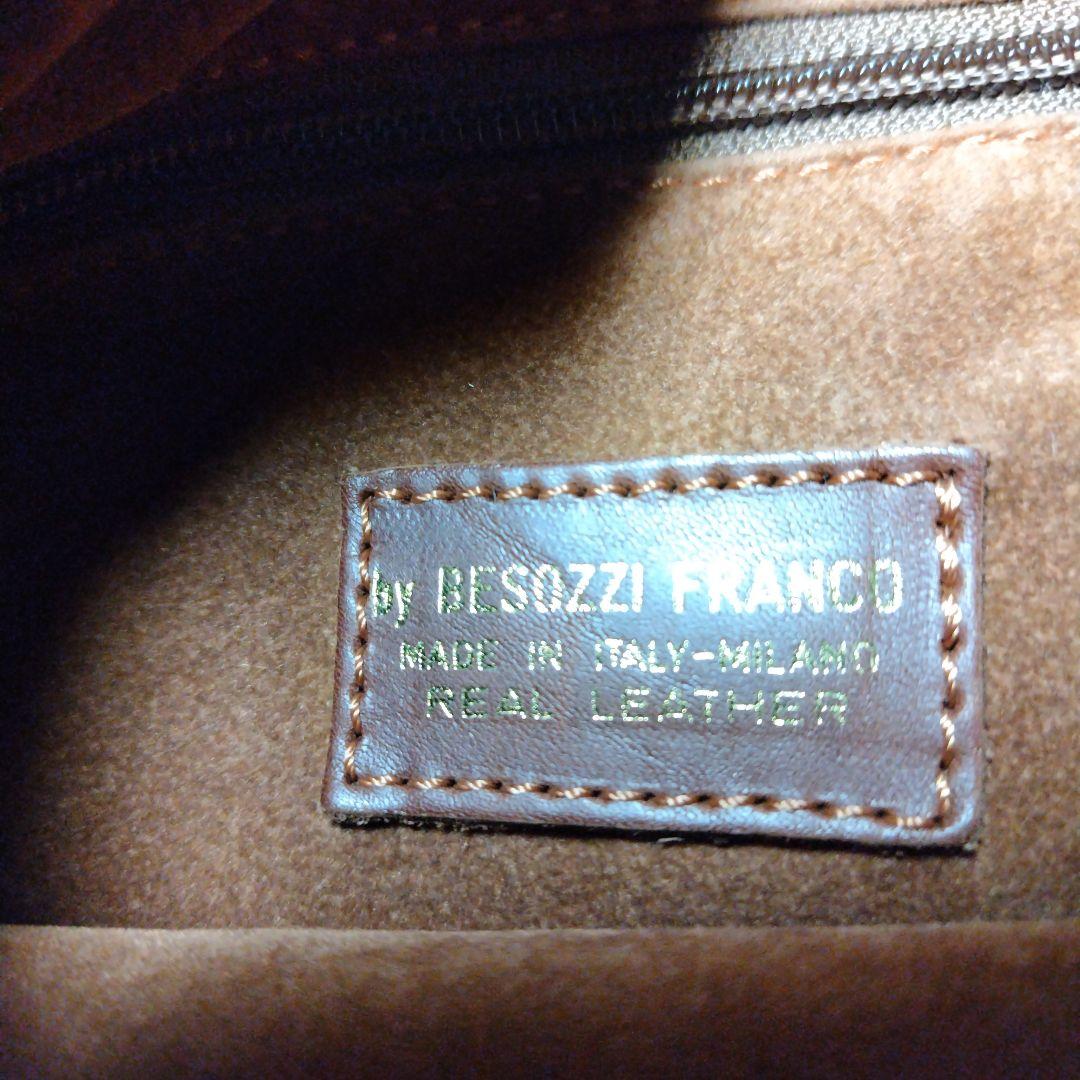 by BESOZZI FRANCO
MADE IN ITALY-MILANO
REAL LEATHER